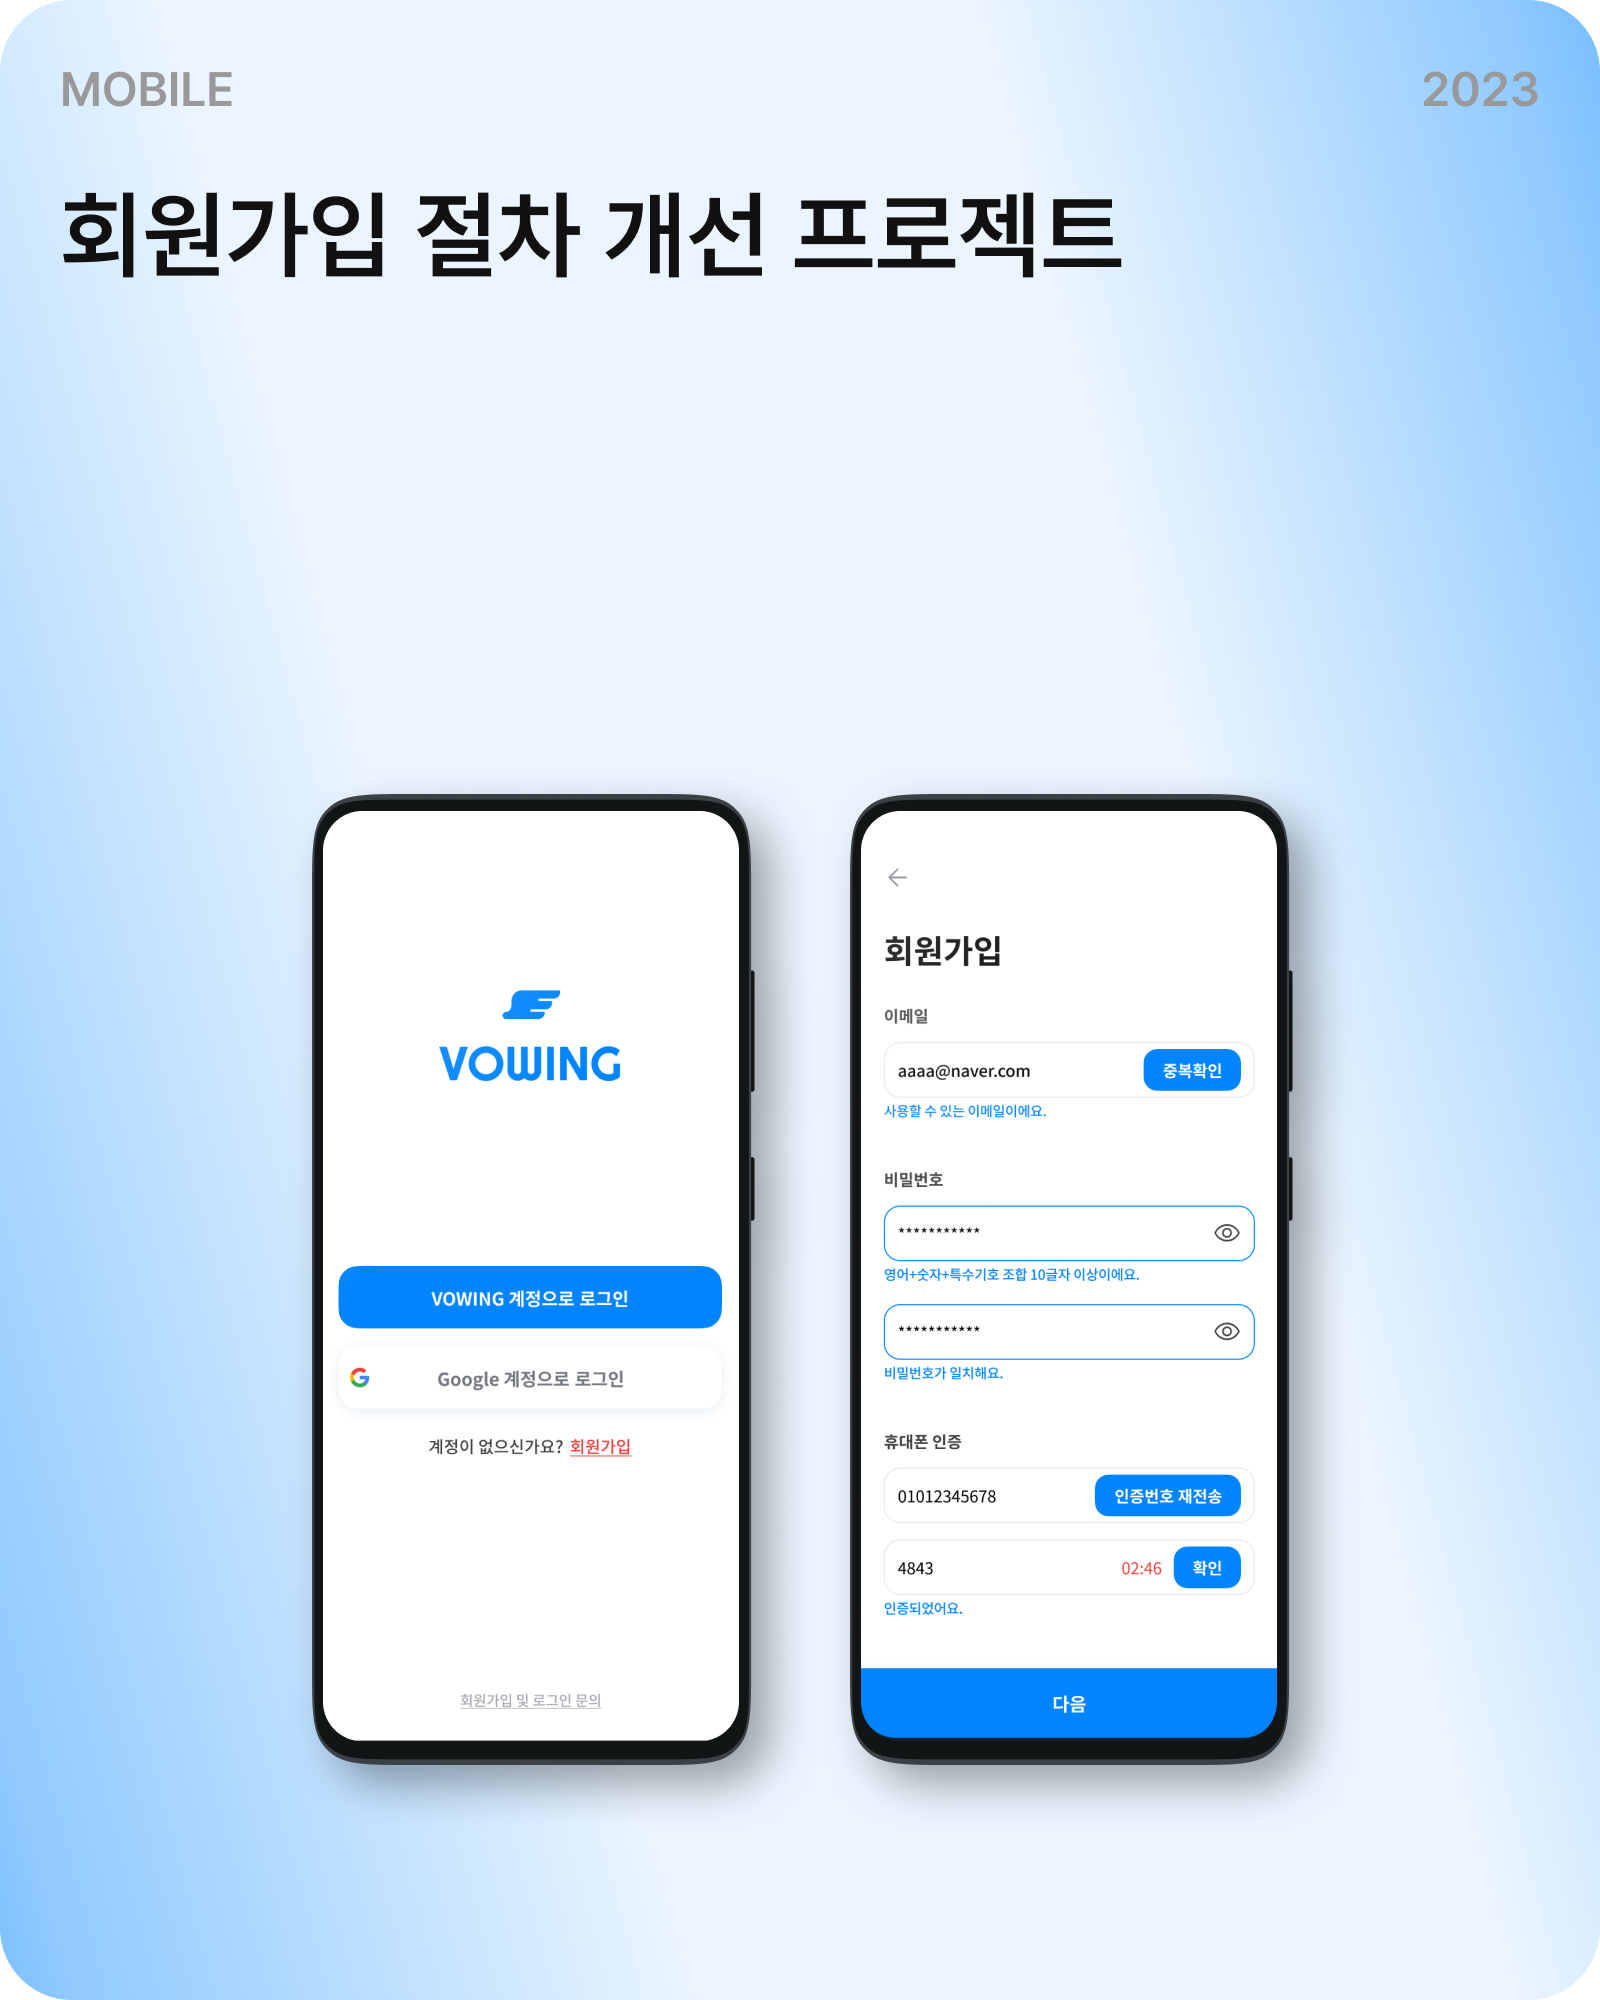 MOBILE 2023
회원가입 절차 개선 프로젝트
VOWING
VOWING 계정으로 로그인
Google 계정으로 로그인
계정이 없으신가요? 회원가입
회원가입 및 로그인 문의
회원가입
이메일
aaaa@naver.com 중복확인
사용할 수 있는 이메일이에요.
비밀번호
***********
영어+숫자+특수기호 조합 10글자 이상이에요.
***********
비밀번호가 일치해요.
휴대폰 인증
01012345678 인증번호 재전송
4843 02:46 확인
인증되었어요.
다음